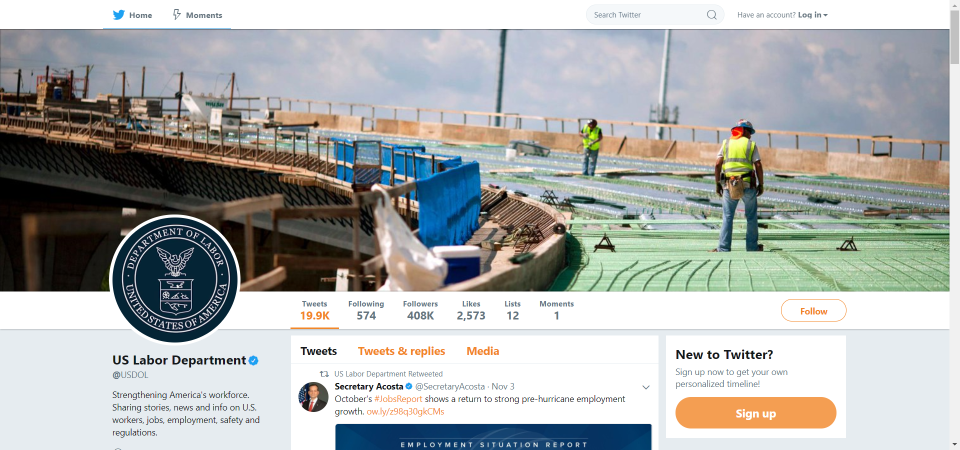 Home
Moments
Search Twitter
Have an account? Log in
DEPARTMENT OF LABOR
UNITED STATES OF AMERICA
Tweets
19.9K
Following
574
Followers
408K
Likes
2,573
Lists
12
Moments
1
Follow
US Labor Department
@USDOL
Strengthening America's workforce.
Sharing stories, news and info on U.S.
workers, jobs, employment, safety and
regulations.
Tweets
Tweets & replies
Media
US Labor Department Retweeted
Secretary Acosta @SecretaryAcosta · Nov 3
October's #JobsReport shows a return to strong pre-hurricane employment
growth. ow.ly/z98q30gkCMs
EMPLOYMENT SITUATION REPORT
New to Twitter?
Sign up now to get your own
personalized timeline!
Sign up